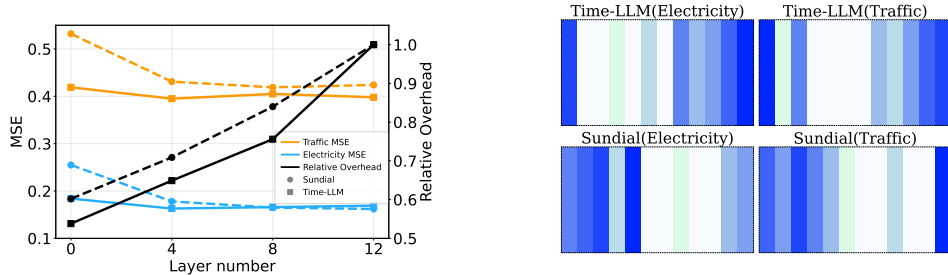 Time-LLM(Electricity)
Time-LLM(Traffic)
0.5
0.4
0.3
0.2
0.1
MSE
1.0
0.9
0.8
0.7
0.6
0.5
Relative Overhead
Traffic MSE
Electricity MSE
Relative Overhead
Sundial
Time-LLM
0
4
8
12
Layer number
Sundial(Electricity)
Sundial(Traffic)